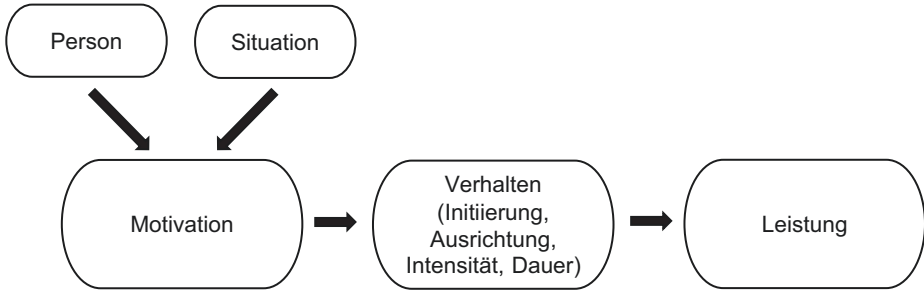 Person
Situation
Motivation
Verhalten
(Initiierung,
Ausrichtung,
Intensität, Dauer)
Leistung